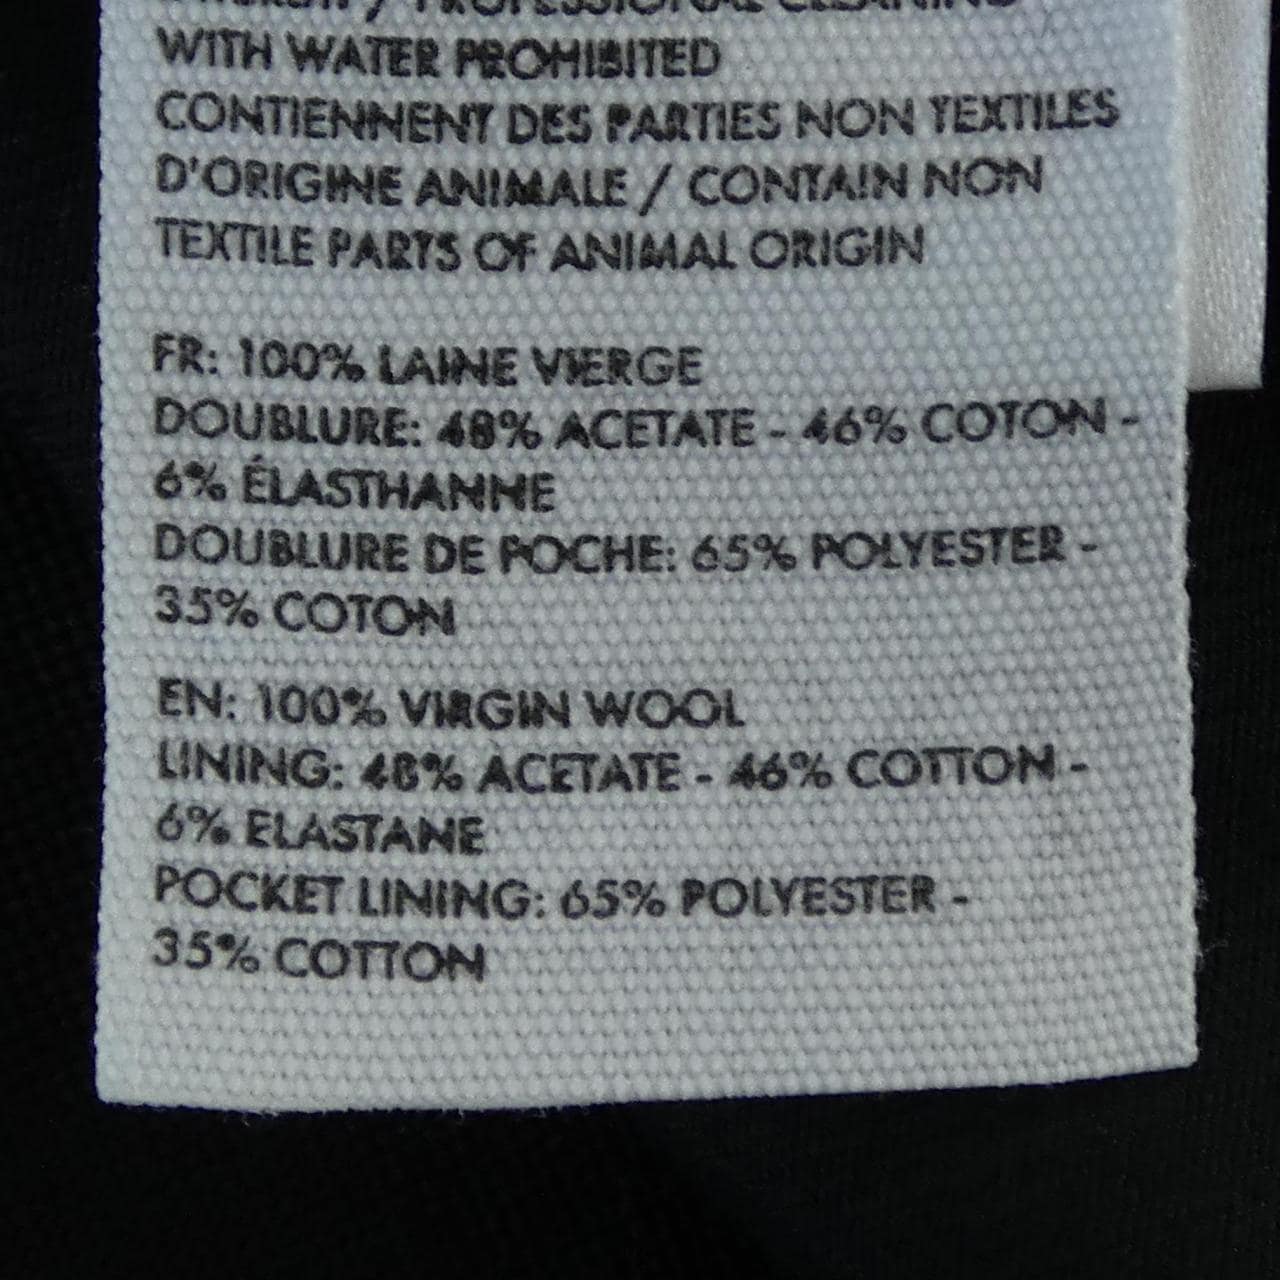 / PROFESSIONAL CLEANING
WITH WATER PROHIBITED
CONTIENNENT DES PARTIES NON TEXTILES
D'ORIGINE ANIMALE / CONTAIN NON
TEXTILE PARTS OF ANIMAL ORIGIN
FR: 100% LAINE VIERGE
DOUBLURE: 48% ACETATE - 46% COTON -
6% ÉLASTHANNE
DOUBLURE DE POCHE: 65% POLYESTER -
35% COTON
EN: 100% VIRGIN WOOL
LINING: 48% ACETATE - 46% COTTON -
6% ELASTANE
POCKET LINING: 65% POLYESTER -
35% COTTON